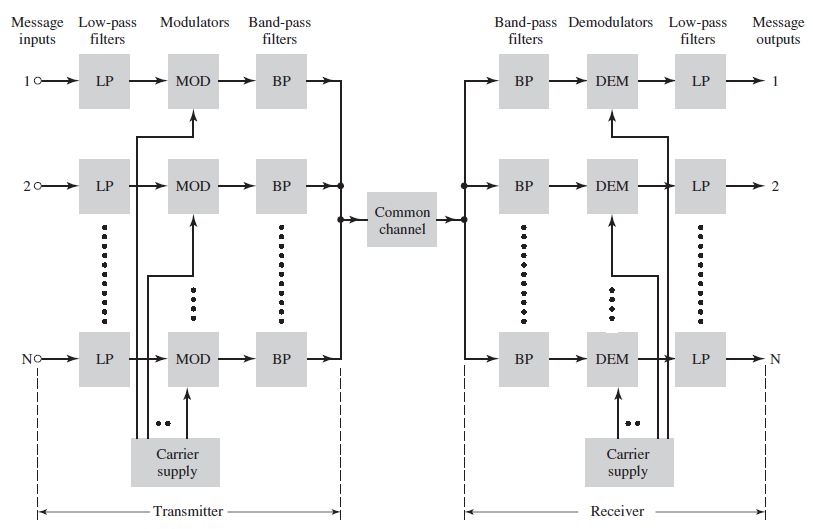 Message Low-pass Modulators Band-pass
inputs filters filters
Band-pass Demodulators Low-pass Message
filters filters outputs
1 LP MOD BP BP DEM LP 1
2 LP MOD BP BP DEM LP 2
Common
channel
N LP MOD BP BP DEM LP N
Carrier
supply
Carrier
supply
Transmitter Receiver